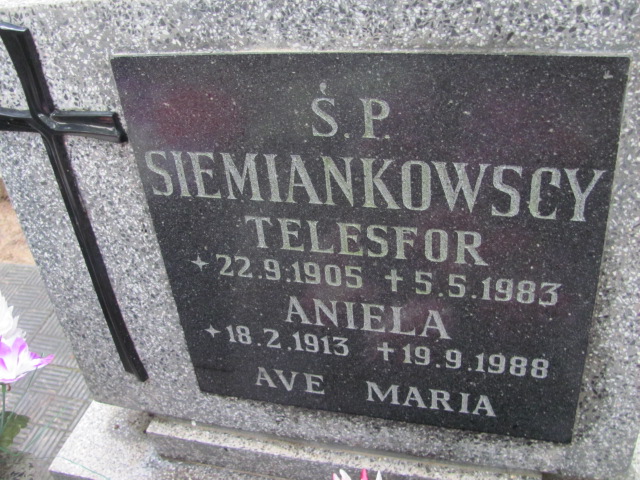 Ś.P.
SIEMIANKOWSCY
TELESFOR
✦22.9.1905 ✝5.5.1983
ANIELA
✦18.2.1913 ✝19.9.1988
AVE MARIA